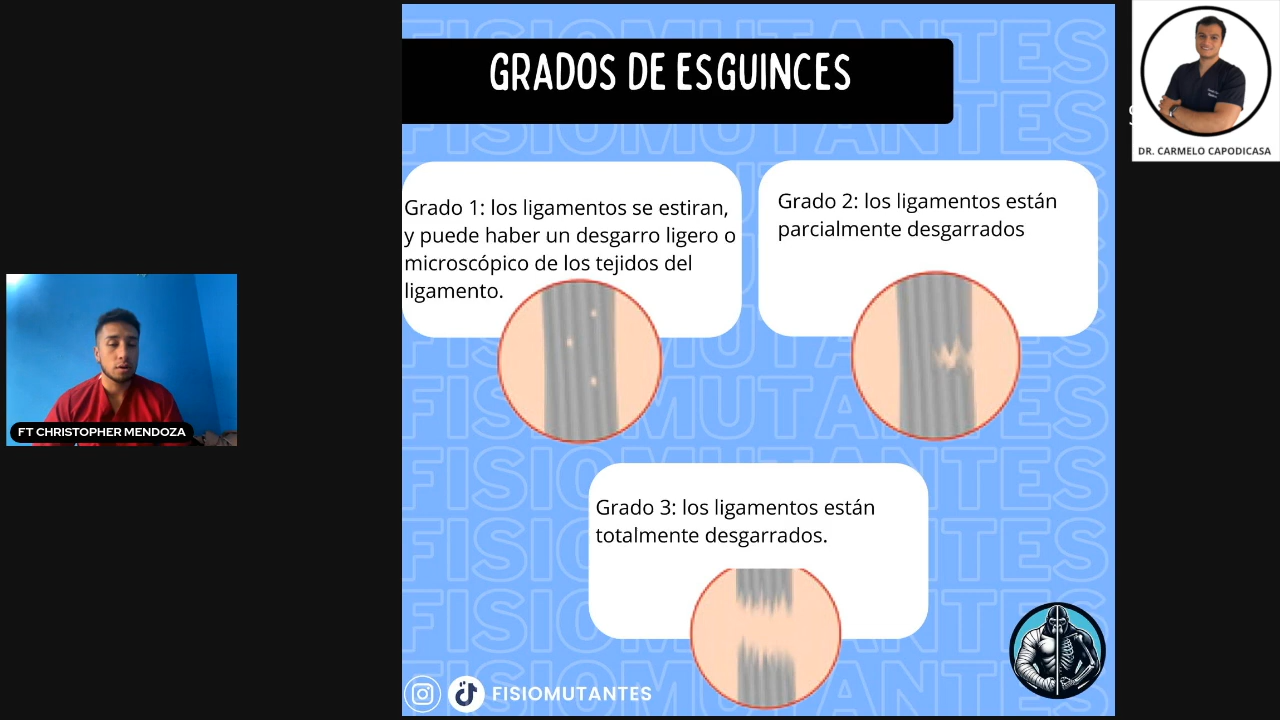 GRADOS DE ESGUINCES
DR. CARMELO CAPODICASA
Grado 1: los ligamentos se estiran,
y puede haber un desgarro ligero o
microscópico de los tejidos del
ligamento.
Grado 2: los ligamentos están
parcialmente desgarrados
FT CHRISTOPHER MENDOZA
Grado 3: los ligamentos están
totalmente desgarrados.
FISIOMUTANTES
FISIOMUTANTES